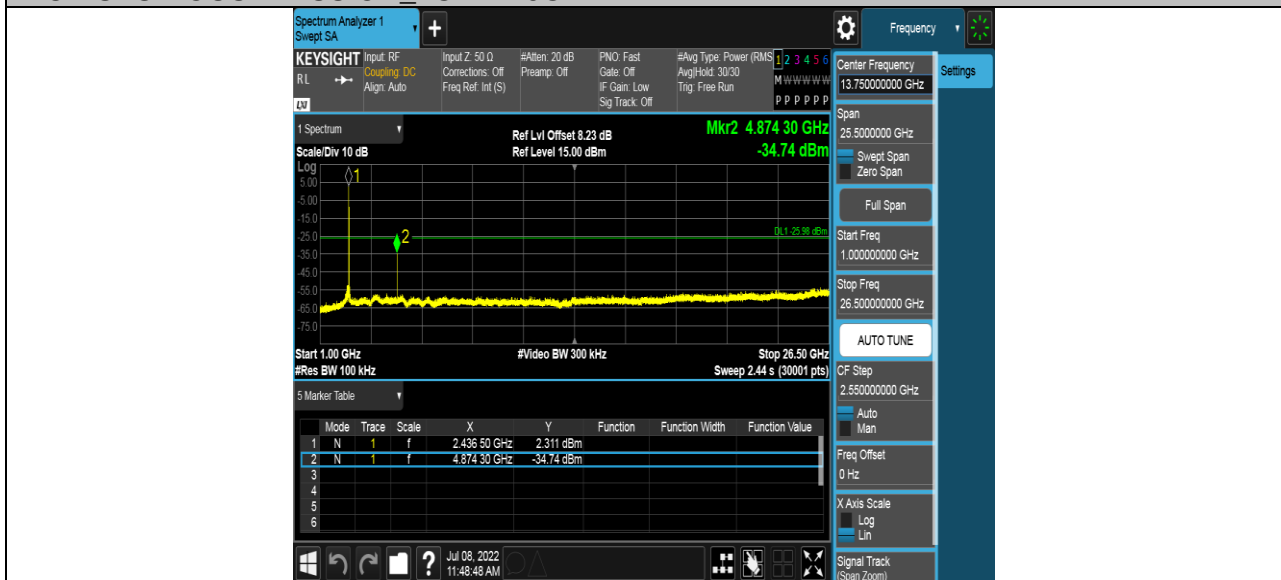 Spectrum Analyzer 1
Swept SA
+
Frequency
KEYSIGHT
RL
LXI
Input: RF
Coupling: DC
Align: Auto
Input Z: 50 Ω
Corrections: Off
Freq Ref: Int (S)
#Atten: 20 dB
Preamp: Off
PNO: Fast
Gate: Off
IF Gain: Low
Sig Track: Off
#Avg Type: Power (RMS
Avg|Hold: 30/30
Trig: Free Run
1 2 3 4 5 6
M W W W W W
P P P P P P
1 Spectrum
Scale/Div 10 dB
Ref Lvl Offset 8.23 dB
Ref Level 15.00 dBm
Mkr2 4.874 30 GHz
-34.74 dBm
Log
5.00
-5.00
-15.0
-25.0
-35.0
-45.0
-55.0
-65.0
-75.0
1
2
DL1 -25.98 dBm
Start 1.00 GHz
#Res BW 100 kHz
#Video BW 300 kHz
Stop 26.50 GHz
Sweep 2.44 s (30001 pts)
5 Marker Table
Mode Trace Scale X Y Function Function Width Function Value
1 N 1 f 2.436 50 GHz 2.311 dBm
2 N 1 f 4.874 30 GHz -34.74 dBm
3
4
5
6
?
Jul 08, 2022
11:48:48 AM
Center Frequency
13.750000000 GHz
Settings
Span
25.5000000 GHz
Swept Span
Zero Span
Full Span
Start Freq
1.000000000 GHz
Stop Freq
26.500000000 GHz
AUTO TUNE
CF Step
2.550000000 GHz
Auto
Man
Freq Offset
0 Hz
X Axis Scale
Log
Lin
Signal Track
(Span Zoom)